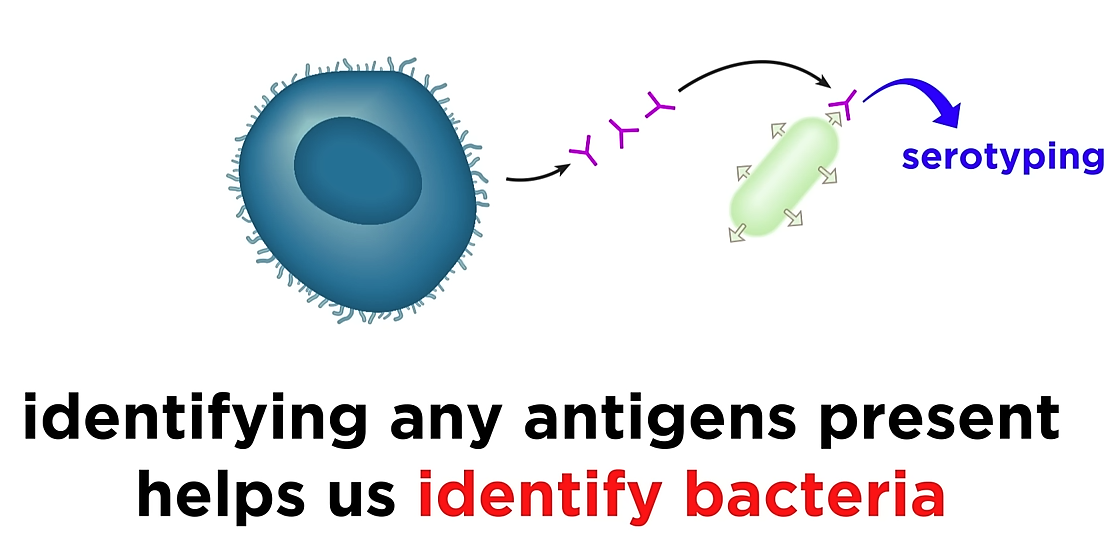 serotyping
identifying any antigens present
helps us identify bacteria